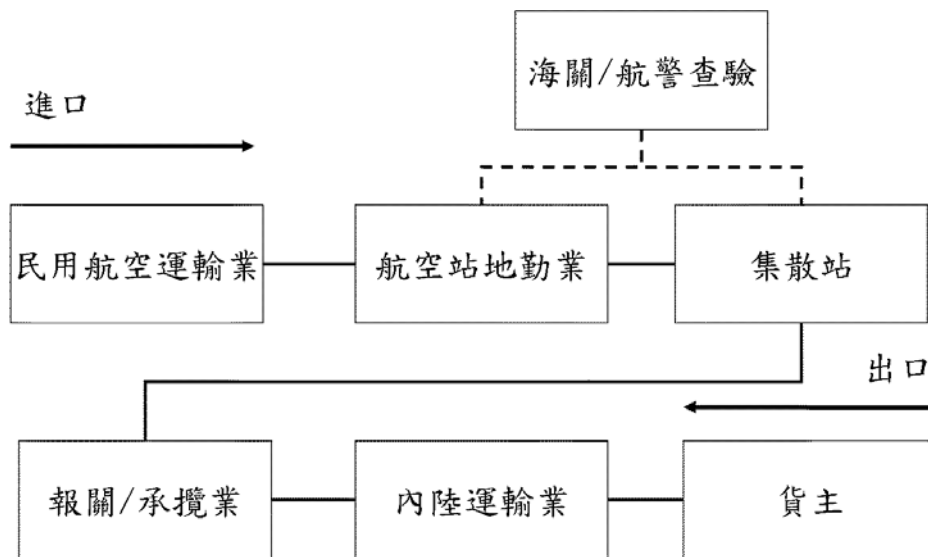 海關/航警查驗
進口
民用航空運輸業
航空站地勤業
集散站
出口
報關/承攬業
內陸運輸業
貨主